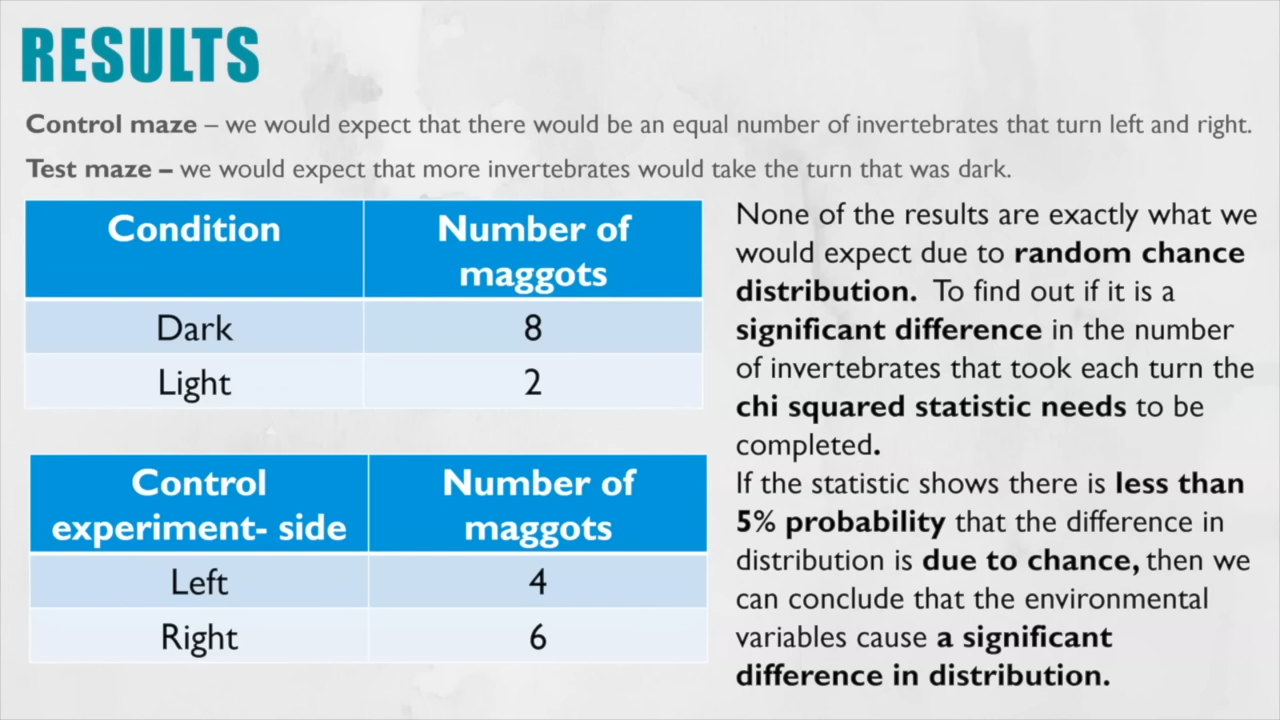 RESULTS
Control maze – we would expect that there would be an equal number of invertebrates that turn left and right.
Test maze – we would expect that more invertebrates would take the turn that was dark.
Condition
Number of
maggots
Dark
8
Light
2
Control
experiment- side
Number of
maggots
Left
4
Right
6
None of the results are exactly what we
would expect due to random chance
distribution. To find out if it is a
significant difference in the number
of invertebrates that took each turn the
chi squared statistic needs to be
completed.
If the statistic shows there is less than
5% probability that the difference in
distribution is due to chance, then we
can conclude that the environmental
variables cause a significant
difference in distribution.